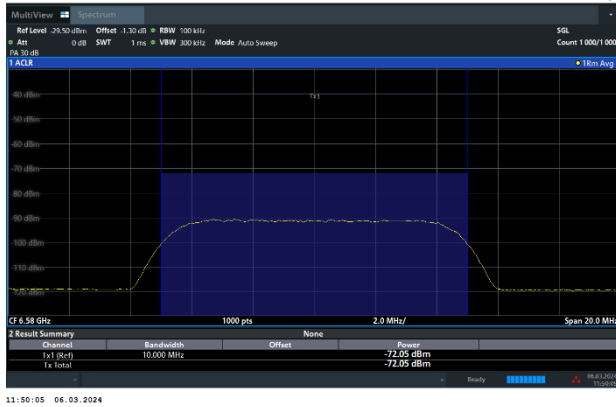 MultiView Spectrum
Ref Level -29.50 dBm Offset -1.30 dB RBW 100 kHz SGL
Att 0 dB SWT 1 ms VBW 300 kHz Mode Auto Sweep Count 1000/1000
PA 30 dB
1 ACLR 1Rm Avg
-40 dBm
Tx1
-50 dBm
-60 dBm
-70 dBm
-80 dBm
-90 dBm
-100 dBm
-110 dBm
-120 dBm
CF 6.58 GHz 1000 pts 2.0 MHz/ Span 20.0 MHz
2 Result Summary None
Channel Bandwidth Offset Power
Tx1 (Ref) 10.000 MHz -72.05 dBm
Tx Total -72.05 dBm
Ready 06.03.2024
11:50:05
11:50:05 06.03.2024